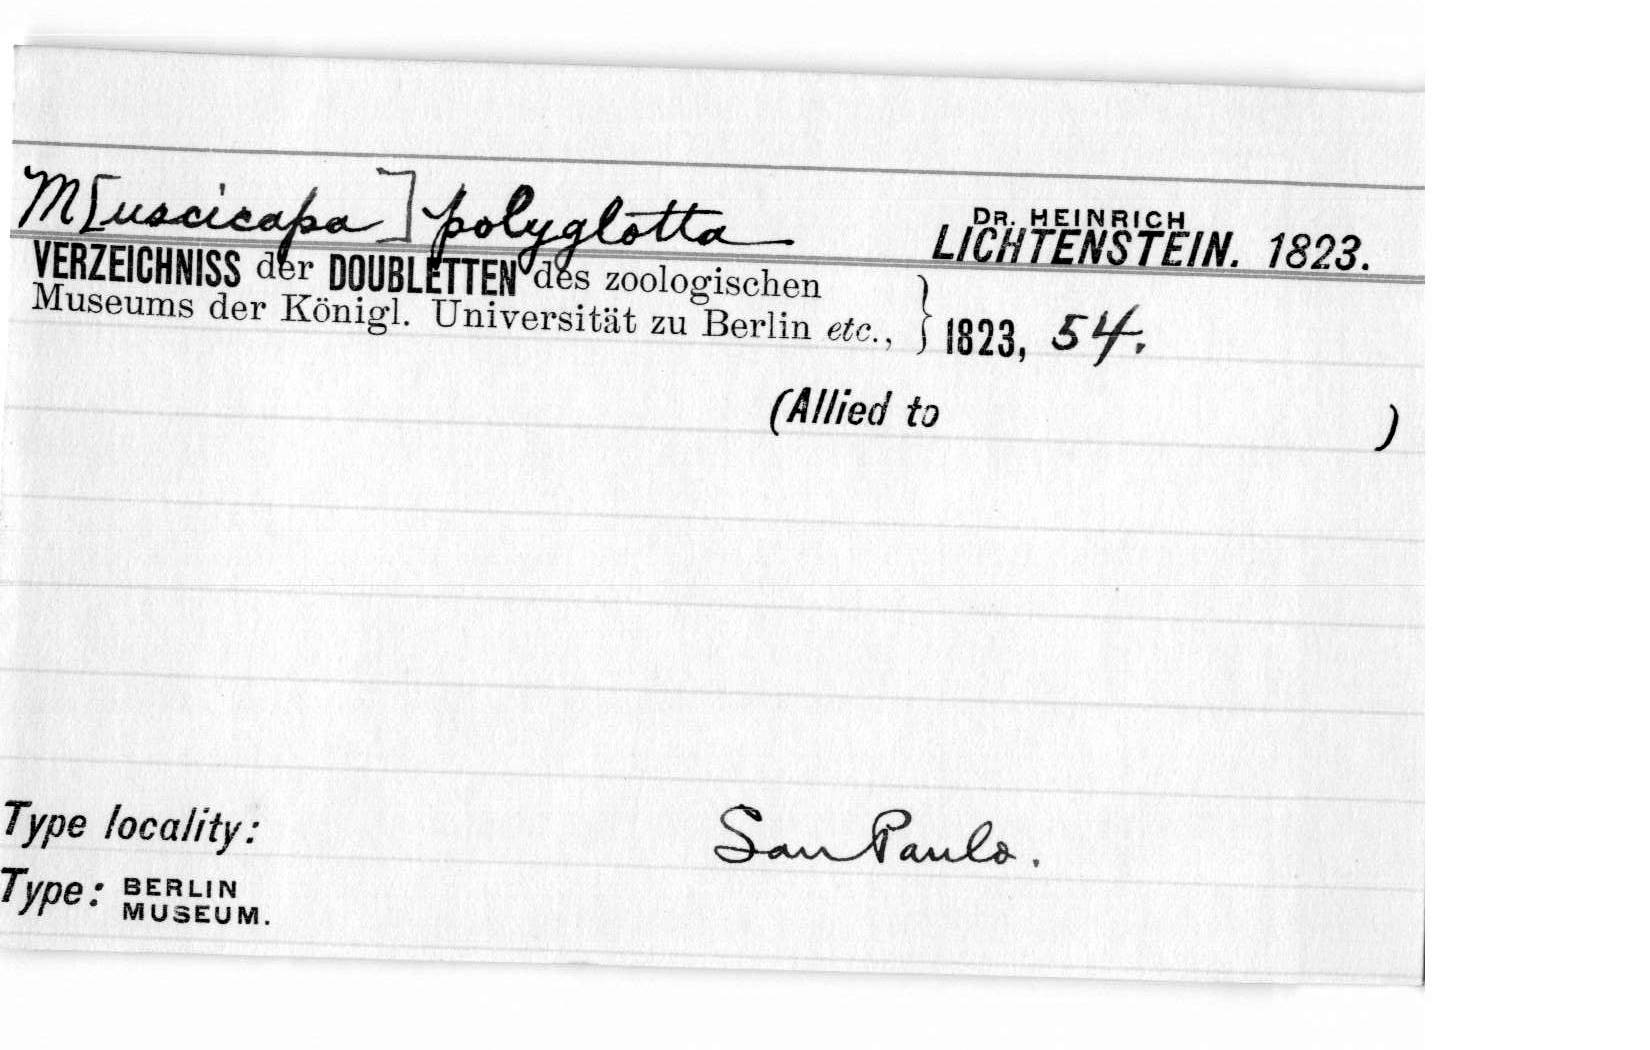 M[uscicapa] polyglotta DR. HEINRICH LICHTENSTEIN. 1823.
VERZEICHNISS der DOUBLETTEN des zoologischen
Museums der Königl. Universität zu Berlin etc., } 1823, 54.
(Allied to )
Type locality: San Paulo.
Type: BERLIN MUSEUM.